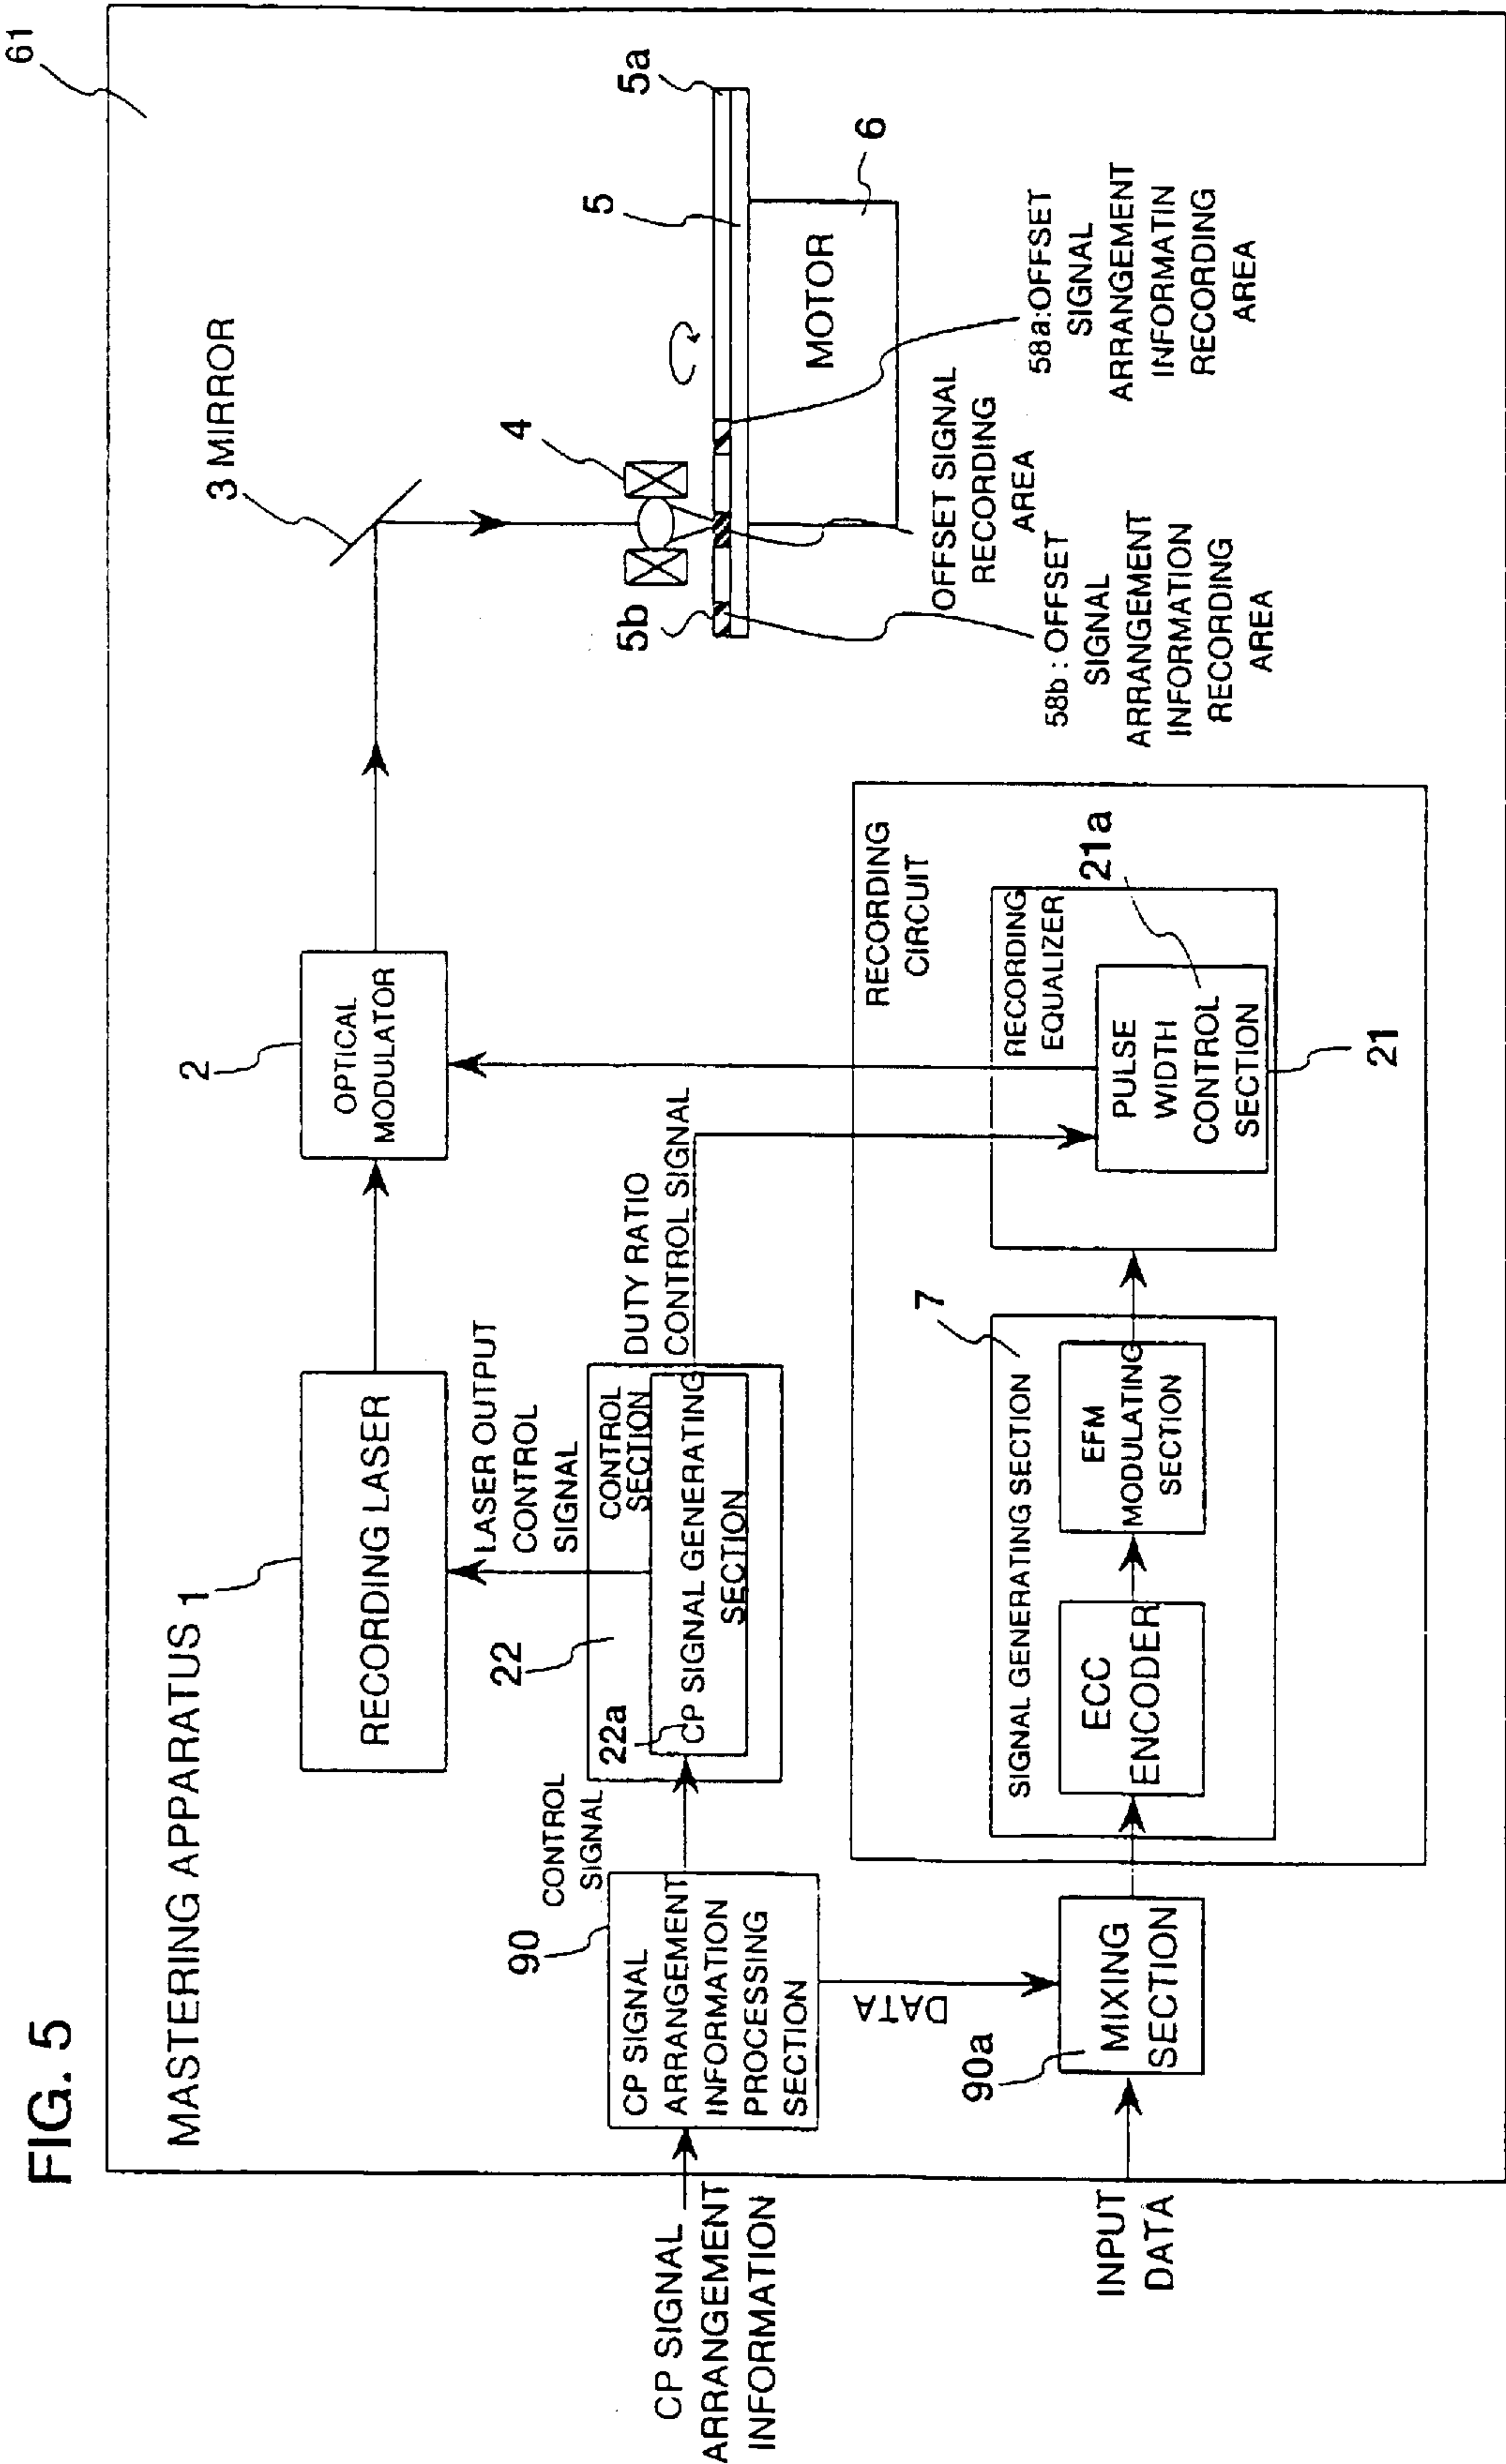 FIG. 5
61
MASTERING APPARATUS
1
RECORDING LASER
2
OPTICAL
MODULATOR
3 MIRROR
4
5b
5
5a
6
MOTOR
LASER OUTPUT
CONTROL
SIGNAL
DUTY RATIO
CONTROL SIGNAL
22
CONTROL
SECTION
22a
CP SIGNAL GENERATING
SECTION
CONTROL
SIGNAL
90
CP SIGNAL
ARRANGEMENT
INFORMATION
PROCESSING
SECTION
CP SIGNAL
ARRANGEMENT
INFORMATION
DATA
90a
MIXING
SECTION
INPUT
DATA
RECORDING
CIRCUIT
SIGNAL GENERATING SECTION
7
ECC
ENCODER
EFM
MODULATING
SECTION
RECORDING
EQUALIZER
21a
PULSE
WIDTH
CONTROL
SECTION
21
OFFSET SIGNAL
RECORDING
AREA
58b : OFFSET
SIGNAL
ARRANGEMENT
INFORMATION
RECORDING
AREA
58a:OFFSET
SIGNAL
ARRANGEMENT
INFORMATIN
RECORDING
AREA